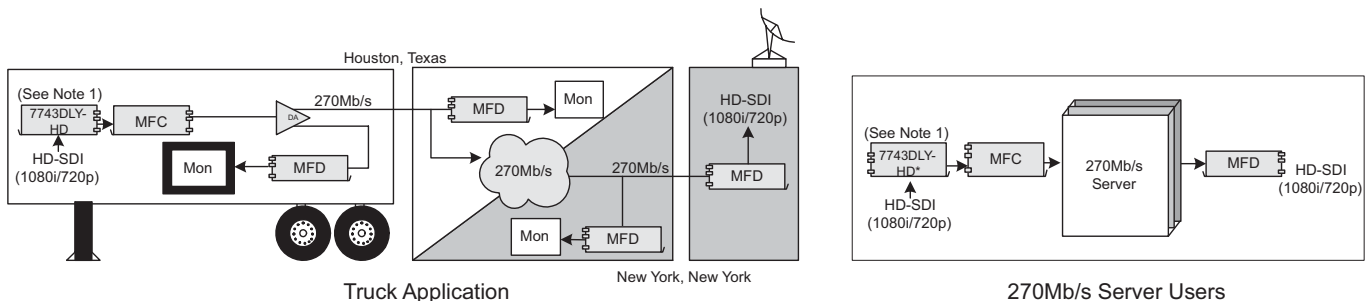 Houston, Texas
(See Note 1)
7743DLY-
HD
MFC
DA
270Mb/s
HD-SDI
(1080i/720p)
Mon
MFD
MFD
Mon
270Mb/s
270Mb/s
Mon
MFD
HD-SDI
(1080i/720p)
MFD
New York, New York
Truck Application
(See Note 1)
7743DLY-
HD*
MFC
HD-SDI
(1080i/720p)
270Mb/s
Server
MFD
HD-SDI
(1080i/720p)
270Mb/s Server Users